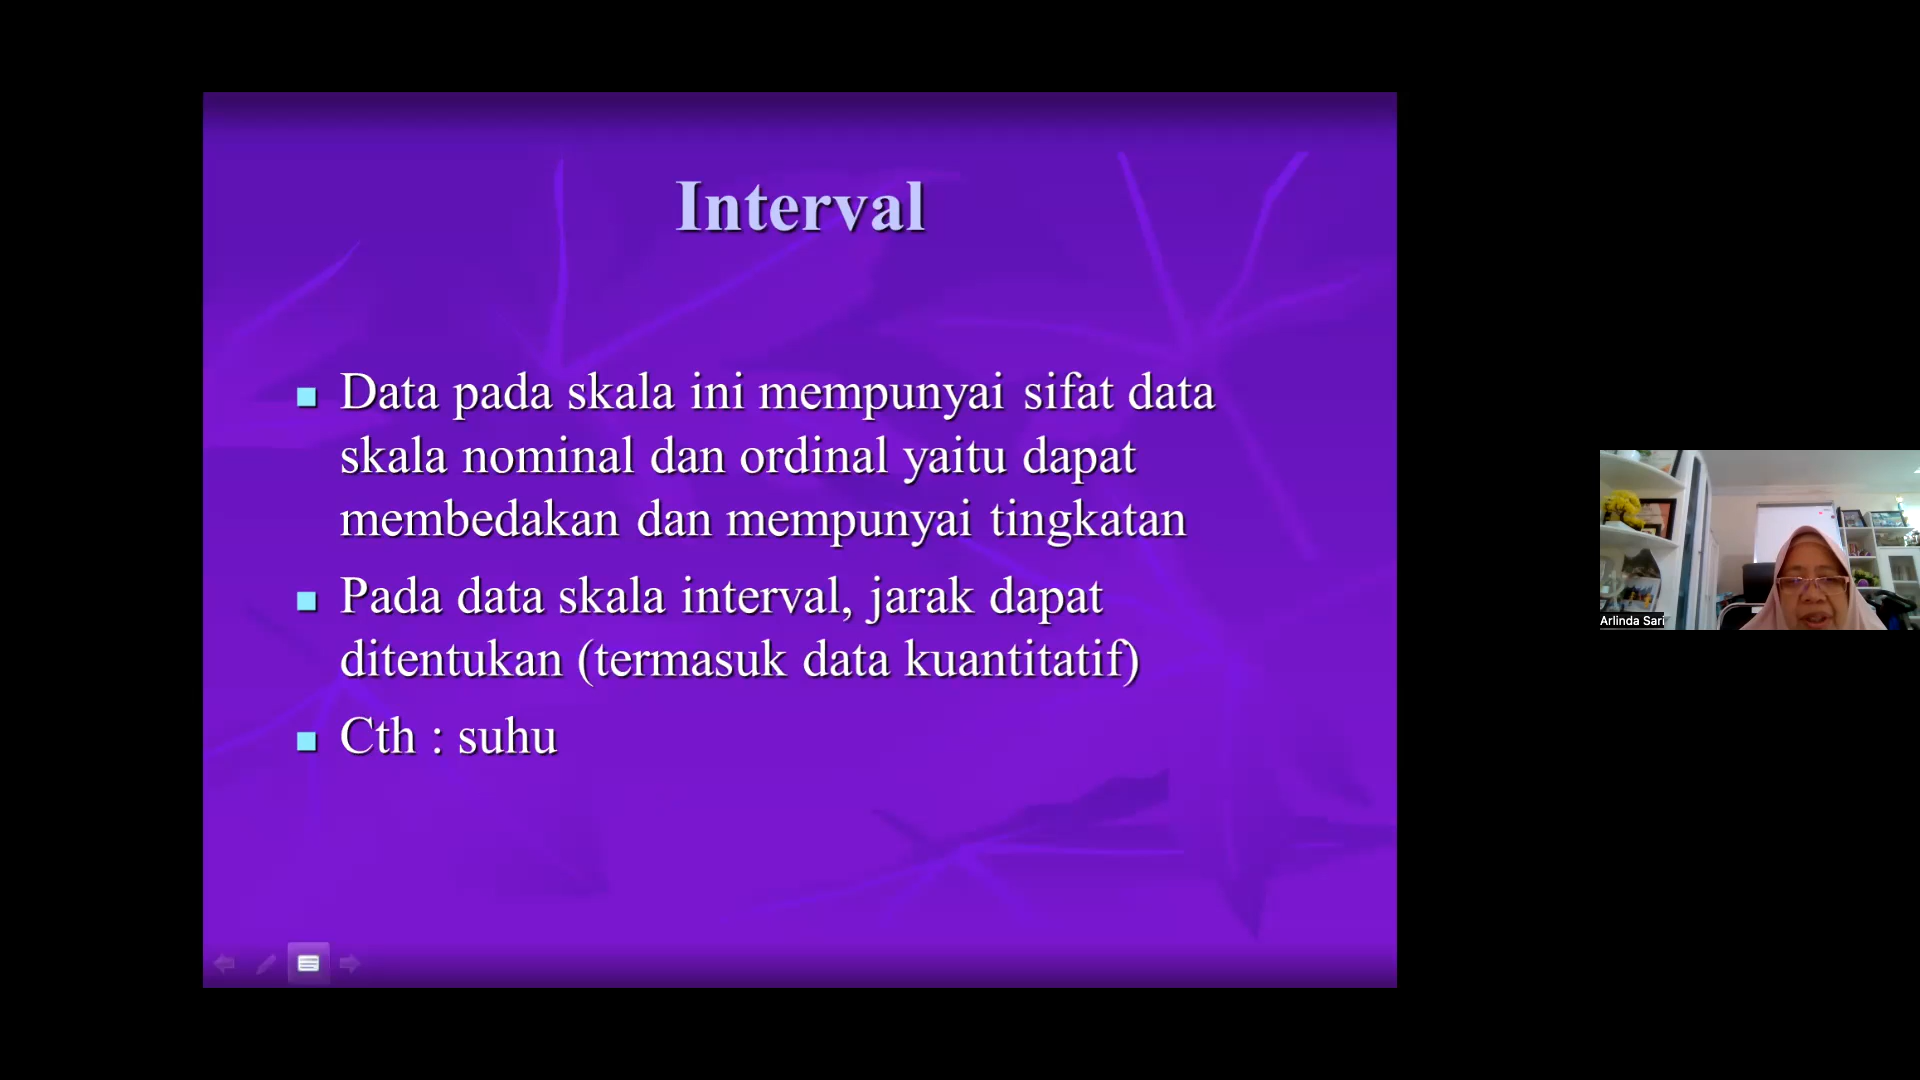 Interval
Data pada skala ini mempunyai sifat data
skala nominal dan ordinal yaitu dapat
membedakan dan mempunyai tingkatan
Pada data skala interval, jarak dapat
ditentukan (termasuk data kuantitatif)
Cth : suhu
Arlinda Sari